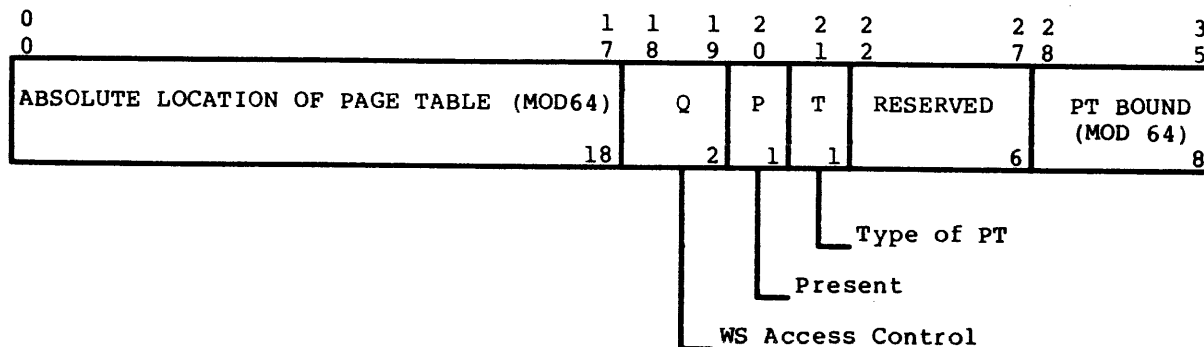 0 1 1 1 2 2 2 2 2 3
0 7 8 9 0 1 2 7 8 5
ABSOLUTE LOCATION OF PAGE TABLE (MOD64) Q P T RESERVED PT BOUND
(MOD 64)
18 2 1 1 6 8
Type of PT
Present
WS Access Control